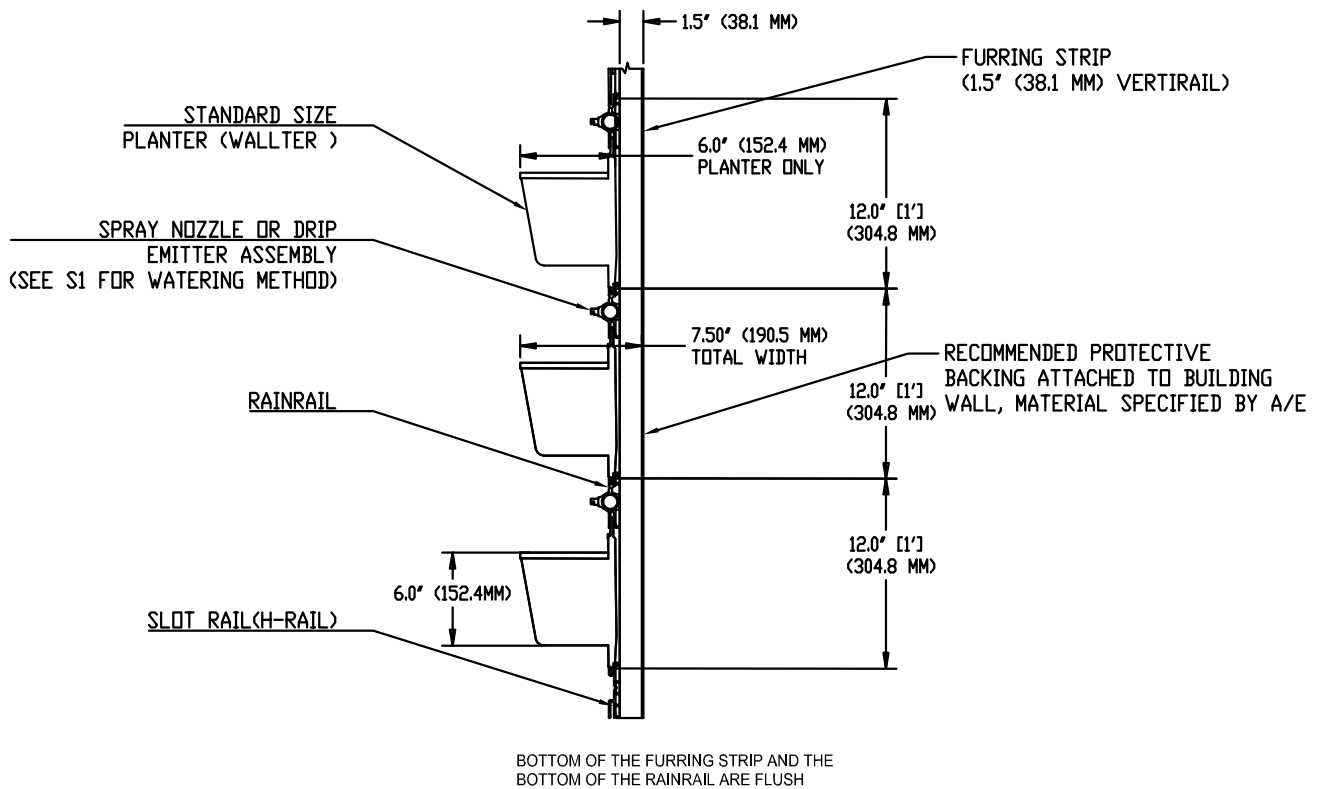 1.5" (38.1 MM)
FURRING STRIP
(1.5" (38.1 MM) VERTIRAIL)
STANDARD SIZE
PLANTER (WALLTER )
6.0" (152.4 MM)
PLANTER ONLY
12.0" [1']
(304.8 MM)
SPRAY NOZZLE OR DRIP
EMITTER ASSEMBLY
(SEE S1 FOR WATERING METHOD)
7.50" (190.5 MM)
TOTAL WIDTH
RECOMMENDED PROTECTIVE
BACKING ATTACHED TO BUILDING
WALL, MATERIAL SPECIFIED BY A/E
12.0" [1']
(304.8 MM)
RAINRAIL
12.0" [1']
(304.8 MM)
6.0" (152.4MM)
SLOT RAIL(H-RAIL)
BOTTOM OF THE FURRING STRIP AND THE
BOTTOM OF THE RAINRAIL ARE FLUSH